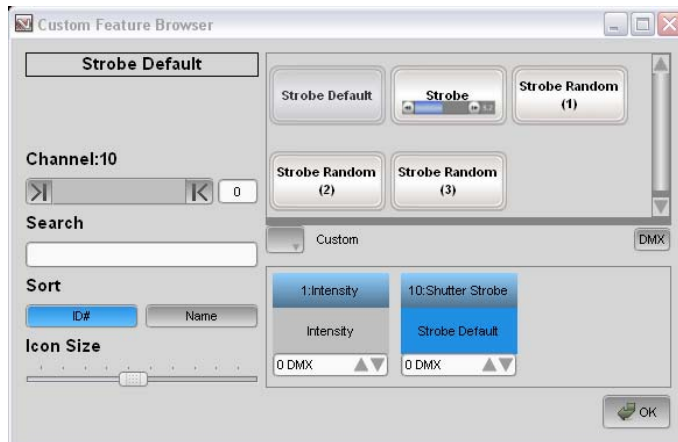 Custom Feature Browser
Strobe Default
Channel:10
0
Search
Sort
ID#
Name
Icon Size
Strobe Default
Strobe
Strobe Random
(1)
Strobe Random
(2)
Strobe Random
(3)
Custom
DMX
1:Intensity
10:Shutter Strobe
Intensity
Strobe Default
0 DMX
0 DMX
OK